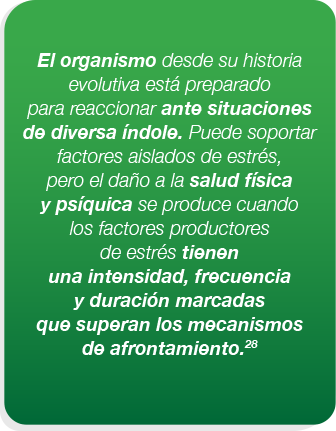 El organismo desde su historia
evolutiva está preparado
para reaccionar ante situaciones
de diversa índole. Puede soportar
factores aislados de estrés,
pero el daño a la salud física
y psíquica se produce cuando
los factores productores
de estrés tienen
una intensidad, frecuencia
y duración marcadas
que superan los mecanismos
de afrontamiento.28